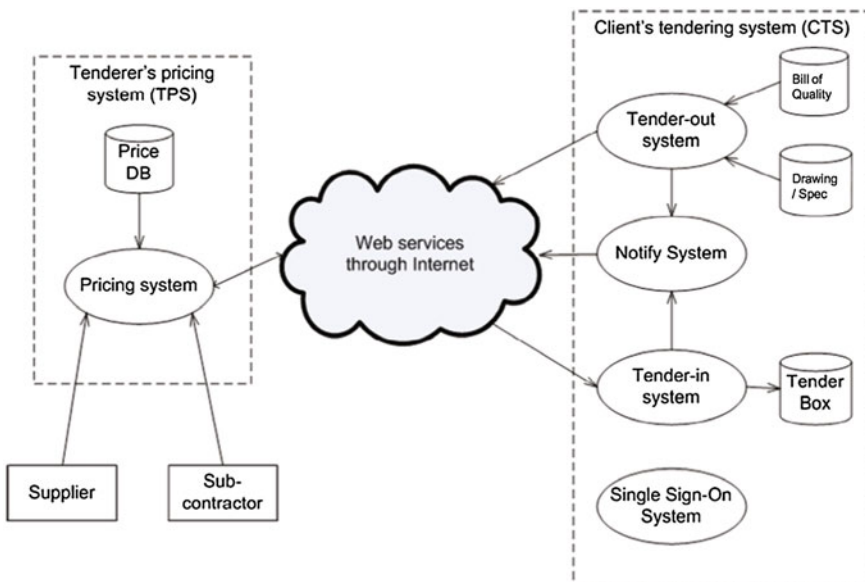 Tenderer's pricing
system (TPS)
Price
DB
Pricing system
Supplier
Sub-
contractor
Web services
through Internet
Client's tendering system (CTS)
Bill of
Quality
Tender-out
system
Drawing
/ Spec
Notify System
Tender-in
system
Tender
Box
Single Sign-On
System